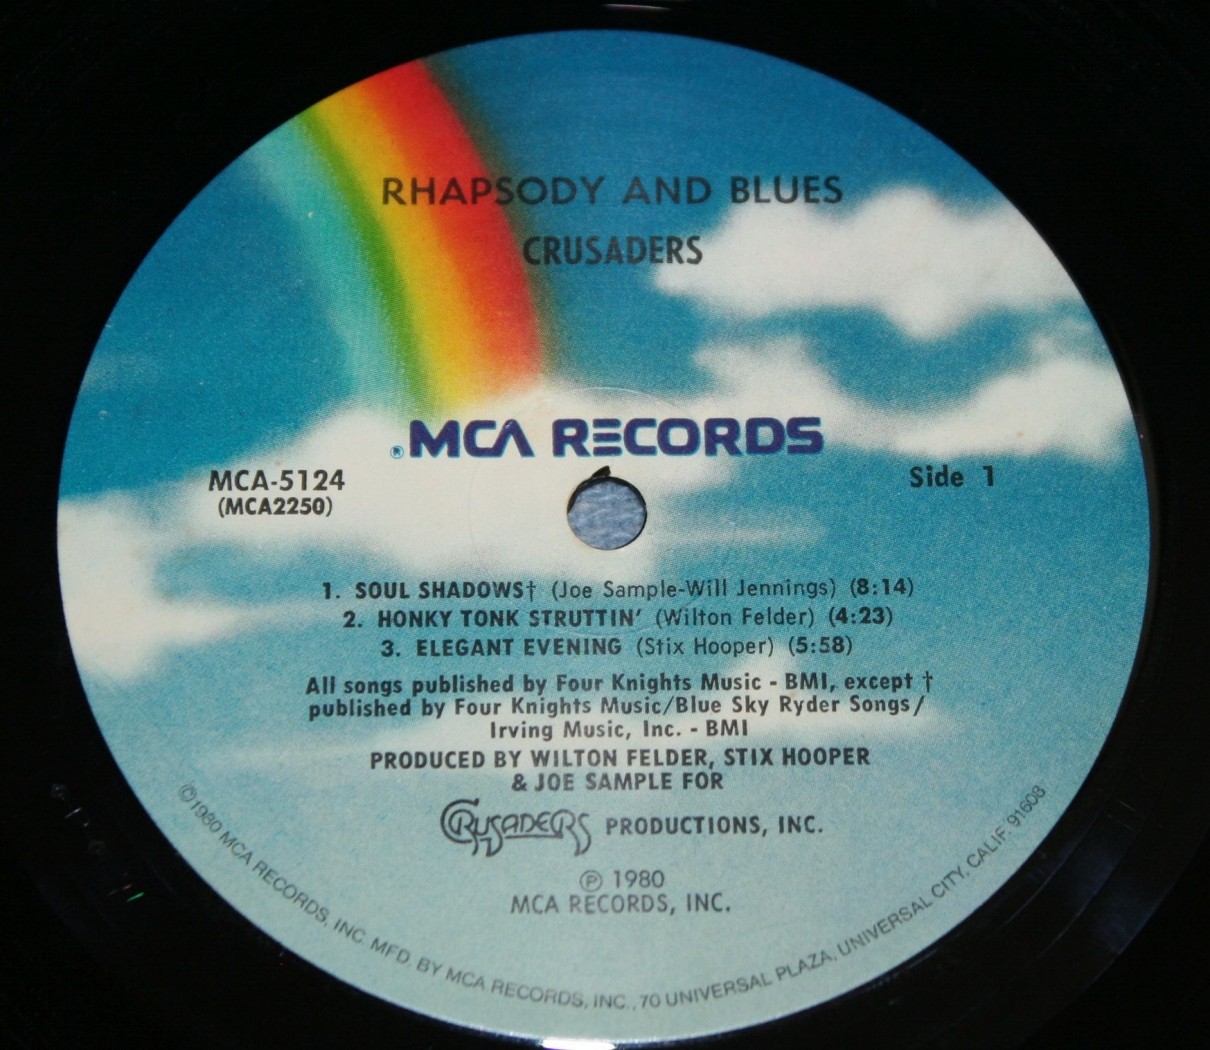 RHAPSODY AND BLUES
CRUSADERS
® MCA RECORDS
MCA-5124
(MCA2250)
Side 1
1. SOUL SHADOWS† (Joe Sample-Will Jennings) (8:14)
2. HONKY TONK STRUTTIN' (Wilton Felder) (4:23)
3. ELEGANT EVENING (Stix Hooper) (5:58)
All songs published by Four Knights Music - BMI, except †
published by Four Knights Music/Blue Sky Ryder Songs/
Irving Music, Inc. - BMI
PRODUCED BY WILTON FELDER, STIX HOOPER
& JOE SAMPLE FOR
CRUSADERS PRODUCTIONS, INC.
℗ 1980
MCA RECORDS, INC.
©1980 MCA RECORDS, INC. MFD. BY MCA RECORDS, INC., 70 UNIVERSAL PLAZA, UNIVERSAL CITY, CALIF. 91608